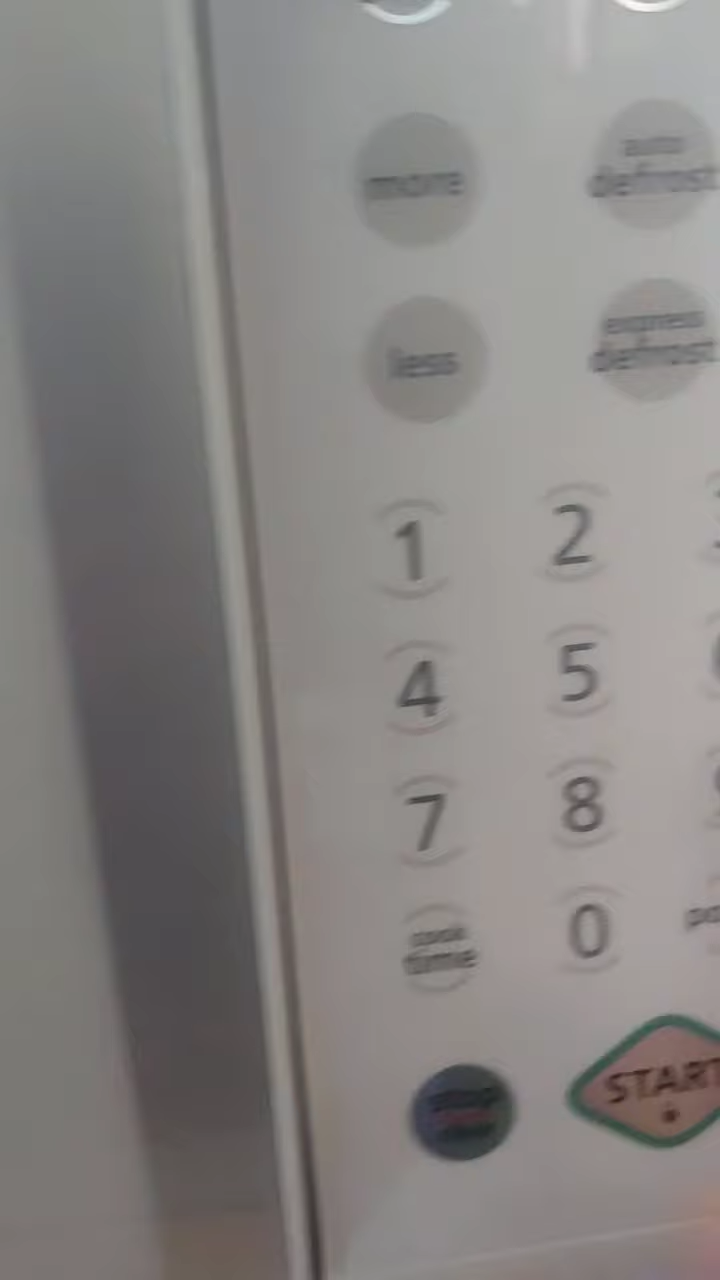 more
auto
defrost
less
express
defrost
1 2
4 5
7 8
cook
time
0
START